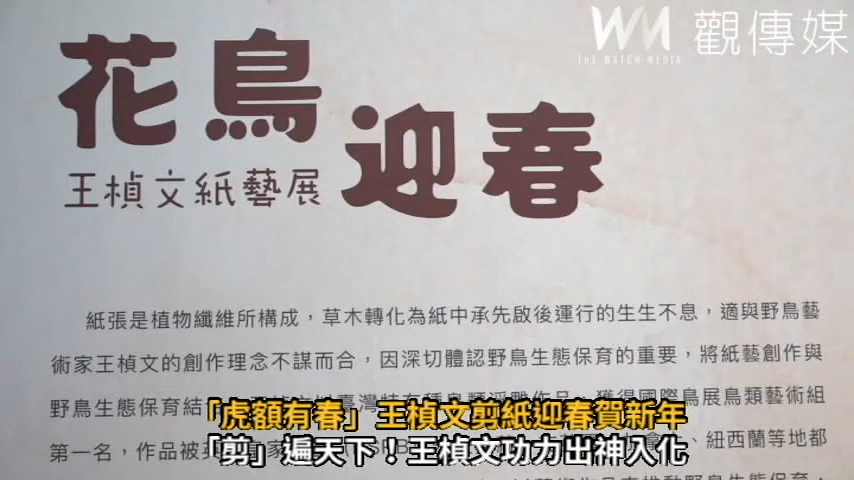 WM 觀傳媒
THE WATCH MEDIA
花鳥
迎春
王楨文紙藝展
紙張是植物纖維所構成，草木轉化為紙中承先啟後運行的生生不息，適與野鳥藝
術家王楨文的創作理念不謀而合，因深切體認野鳥生態保育的重要，將紙藝創作與
野鳥生態保育結 獲得國際鳥展鳥類藝術組
第一名，作品被 、紐西蘭等地都
「虎額有春」王楨文剪紙迎春賀新年
「剪」遍天下！王楨文功力出神入化